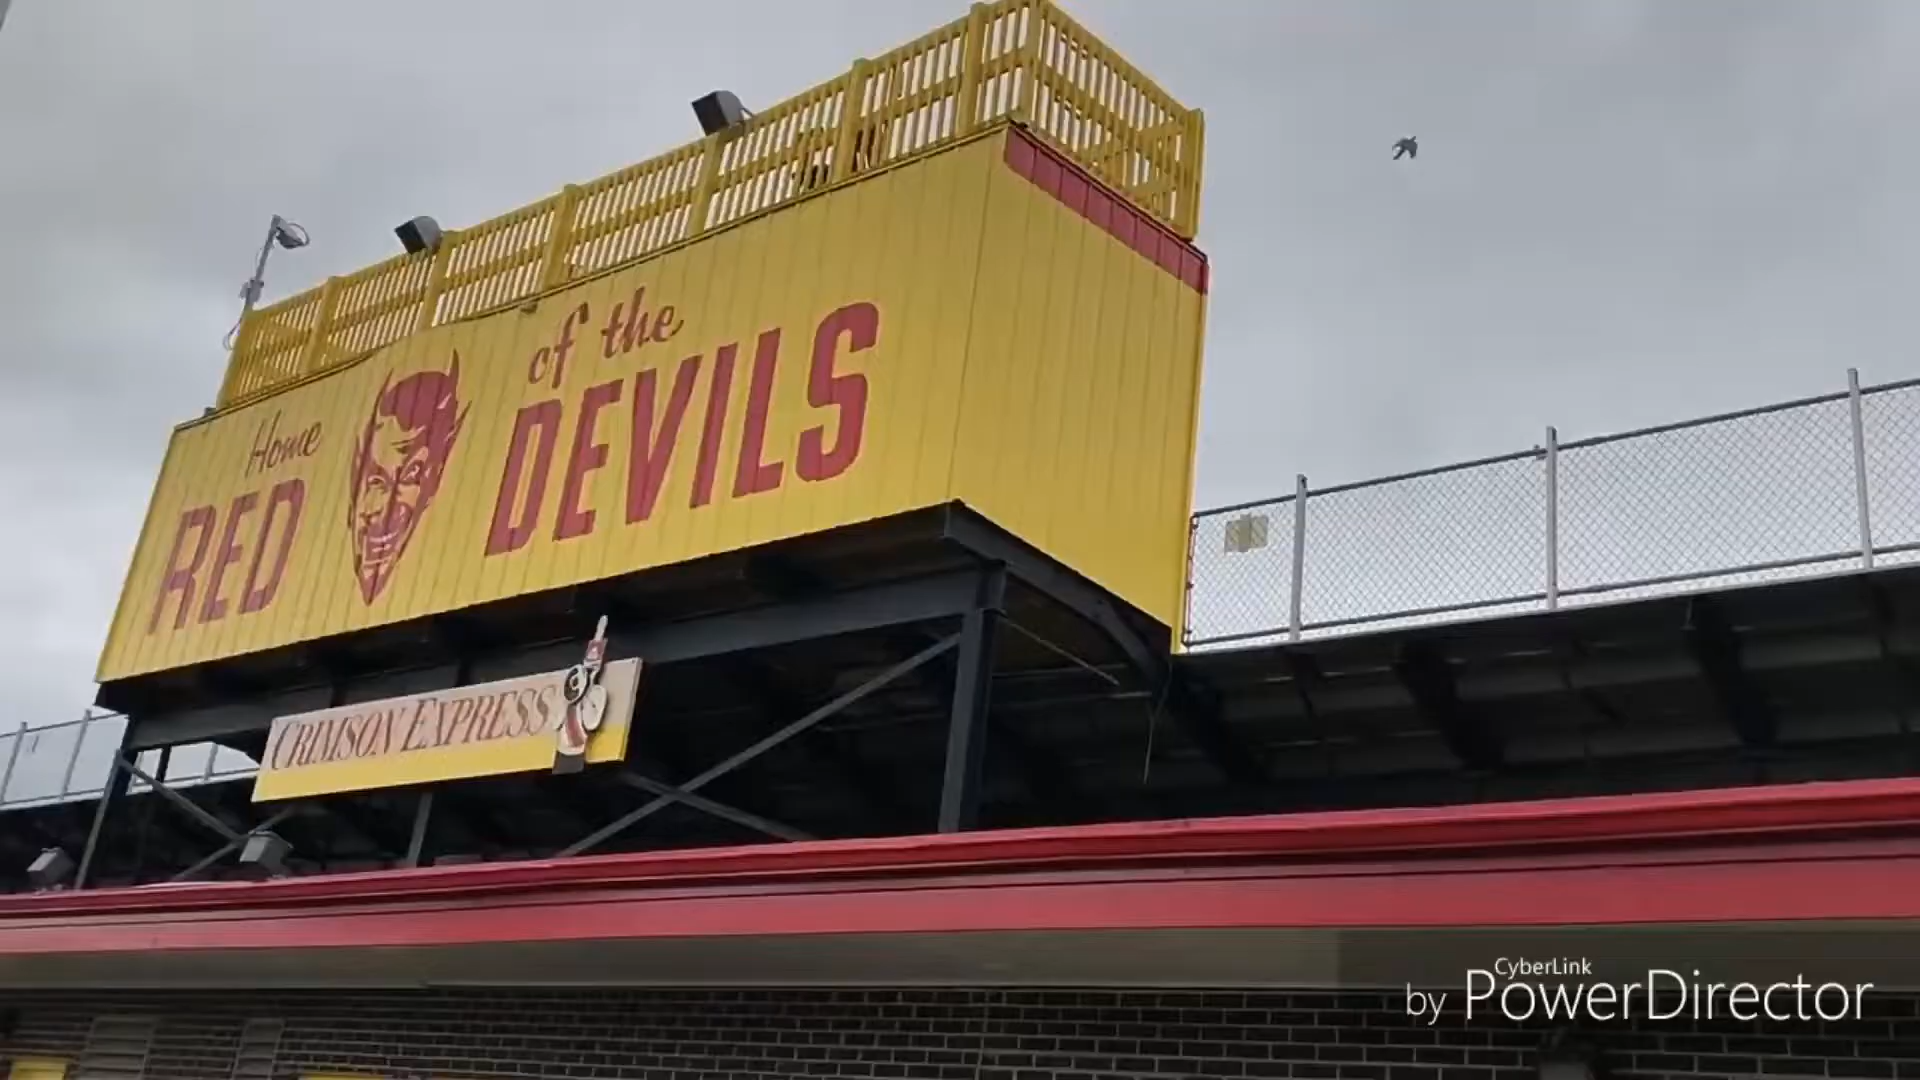 Home
of the
RED DEVILS
CRIMSON EXPRESS
CyberLink
by PowerDirector